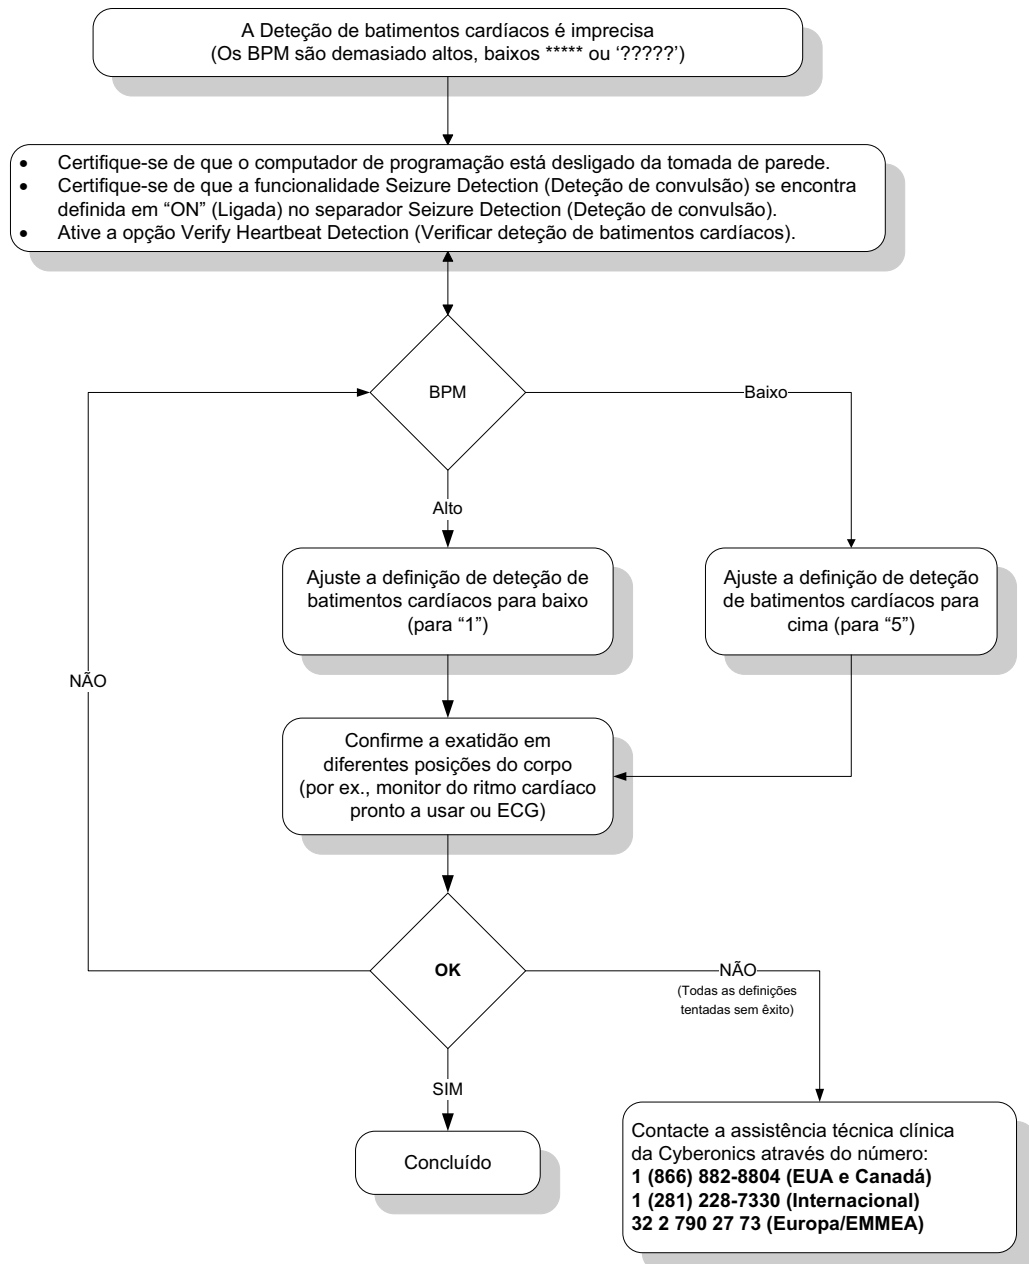 A Deteção de batimentos cardíacos é imprecisa
(Os BPM são demasiado altos, baixos ***** ou ‘?????’)
• Certifique-se de que o computador de programação está desligado da tomada de parede.
• Certifique-se de que a funcionalidade Seizure Detection (Deteção de convulsão) se encontra
definida em “ON” (Ligada) no separador Seizure Detection (Deteção de convulsão).
• Ative a opção Verify Heartbeat Detection (Verificar deteção de batimentos cardíacos).
BPM
Baixo
Alto
Ajuste a definição de deteção de
batimentos cardíacos para baixo
(para “1”)
Ajuste a definição de deteção
de batimentos cardíacos para
cima (para “5”)
NÃO
Confirme a exatidão em
diferentes posições do corpo
(por ex., monitor do ritmo cardíaco
pronto a usar ou ECG)
OK
NÃO
(Todas as definições
tentadas sem êxito)
SIM
Concluído
Contacte a assistência técnica clínica
da Cyberonics através do número:
1 (866) 882-8804 (EUA e Canadá)
1 (281) 228-7330 (Internacional)
32 2 790 27 73 (Europa/EMMEA)